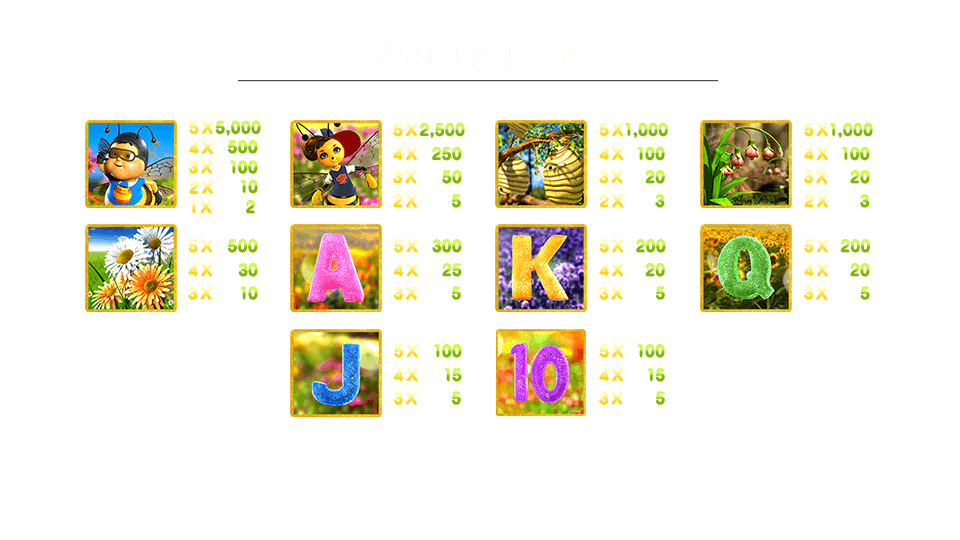 5X 5,000
4X 500
3X 100
2X 10
1X 2
5X 2,500
4X 250
3X 50
2X 5
5X 1,000
4X 100
3X 20
2X 3
5X 1,000
4X 100
3X 20
2X 3
5X 500
4X 30
3X 10
A
5X 300
4X 25
3X 5
K
5X 200
4X 20
3X 5
Q
5X 200
4X 20
3X 5
J
5X 100
4X 15
3X 5
10
5X 100
4X 15
3X 5